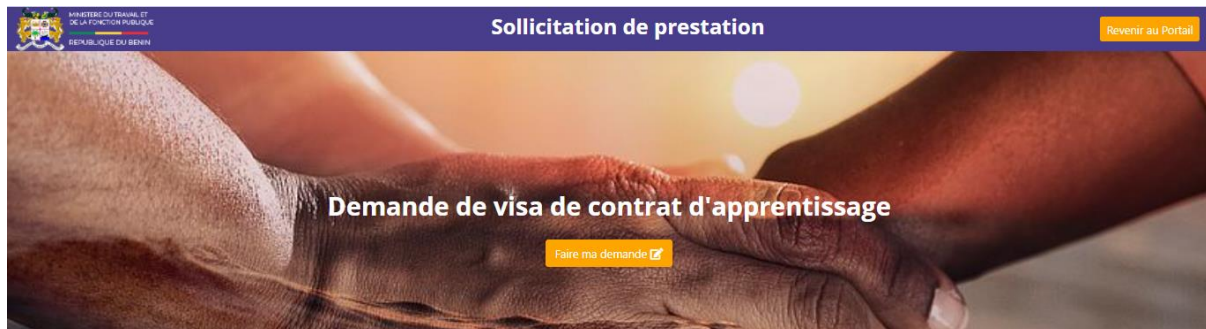 MINISTERE DU TRAVAIL ET
DE LA FONCTION PUBLIQUE
REPUBLIQUE DU BENIN
Sollicitation de prestation
Revenir au Portail
Demande de visa de contrat d'apprentissage
Faire ma demande